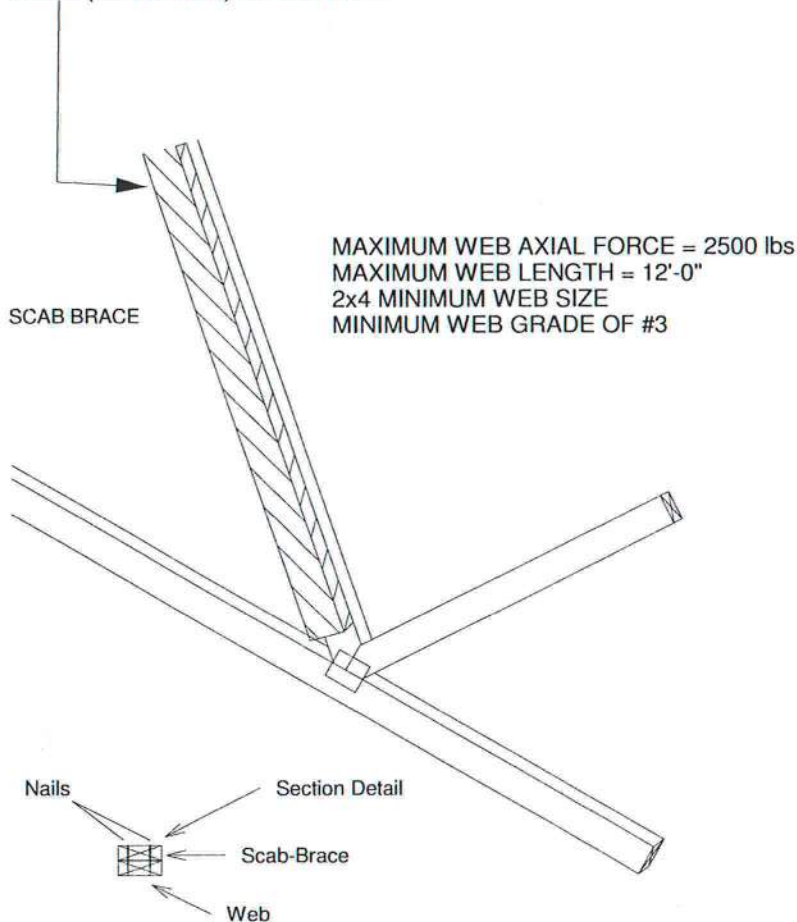 MAXIMUM WEB AXIAL FORCE = 2500 lbs
MAXIMUM WEB LENGTH = 12'-0"
2x4 MINIMUM WEB SIZE
MINIMUM WEB GRADE OF #3
SCAB BRACE
Nails
Section Detail
Scab-Brace
Web